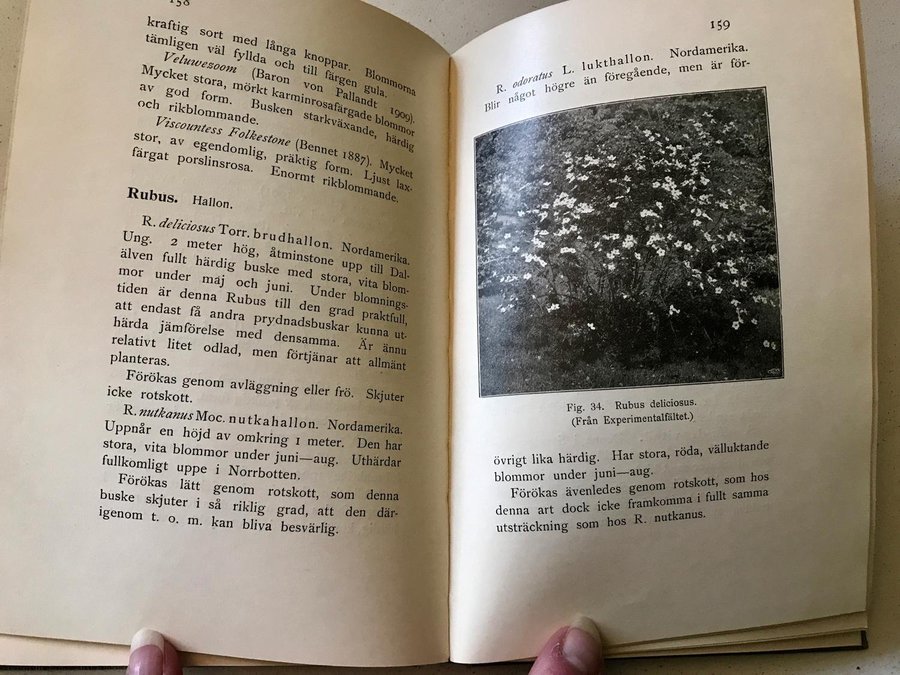 158
kraftig sort med långa knoppar. Blommorna
tämligen väl fyllda och till färgen gula.
Veluwezoom (Baron von Pallandt 1909).
Mycket stora, mörkt karminrosafärgade blommor
av god form. Busken starkväxande, härdig
och rikblommande.
Viscountess Folkestone (Bennet 1887). Mycket
stor, av egendomlig, präktig form. Ljust lax-
färgat porslinsrosa. Enormt rikblommande.
Rubus. Hallon.
R. deliciosus Torr. brudhallon. Nordamerika.
Ung. 2 meter hög, åtminstone upp till Dal-
älven fullt härdig buske med stora, vita blom-
mor under maj och juni. Under blomnings-
tiden är denna Rubus till den grad praktfull,
att endast få andra prydnadsbuskar kunna ut-
härda jämförelse med densamma. Är ännu
relativt litet odlad, men förtjänar att allmänt
planteras.
Förökas genom avläggning eller frö. Skjuter
icke rotskott.
R. nutkanus Moc. nutkahallon. Nordamerika.
Uppnår en höjd av omkring 1 meter. Den har
stora, vita blommor under juni—aug. Uthärdar
fullkomligt uppe i Norrbotten.
Förökas lätt genom rotskott, som denna
buske skjuter i så riklig grad, att den där-
igenom t. o. m. kan bliva besvärlig.
159
R. odoratus L. lukthallon. Nordamerika.
Blir något högre än föregående, men är för-
Fig. 34. Rubus deliciosus.
(Från Experimentalfältet.)
övrigt lika härdig. Har stora, röda, välluktande
blommor under juni—aug.
Förökas ävenledes genom rotskott, som hos
denna art dock icke framkomma i fullt samma
utsträckning som hos R. nutkanus.